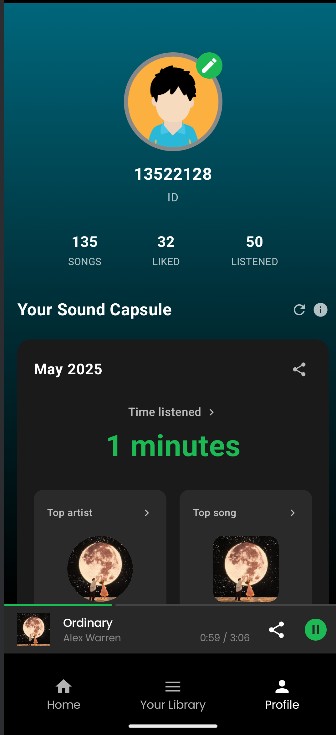 13522128
ID
135 32 50
SONGS LIKED LISTENED
Your Sound Capsule
May 2025
Time listened
1 minutes
Top artist Top song
Ordinary
Alex Warren 0:59 / 3:06
Home Your Library Profile